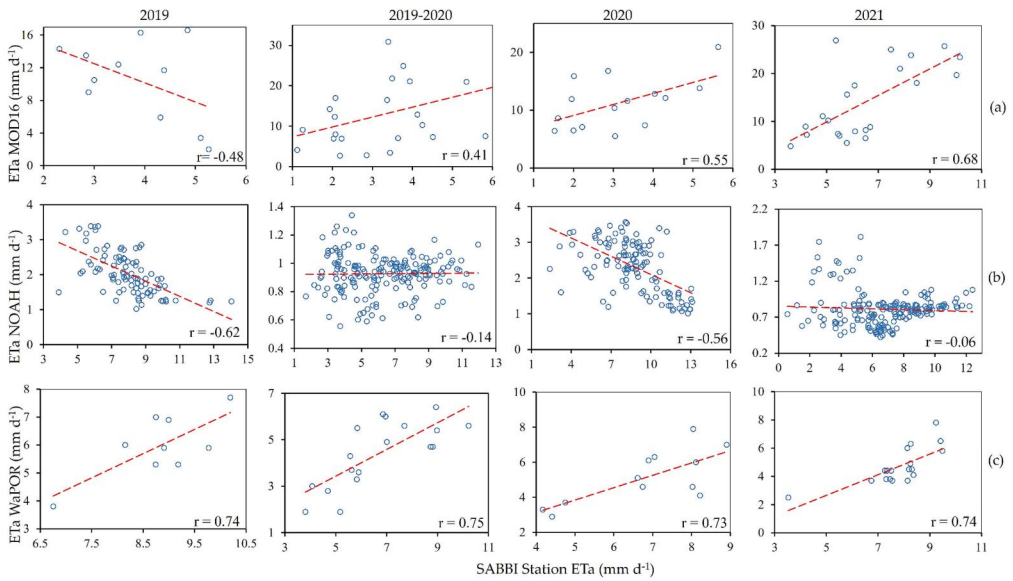 2019 2019-2020 2020 2021
ETa MOD16 (mm d-1)
16
12
8
4
0
2 3 4 5 6
r= -0.48
30
20
10
0
1 2 3 4 5 6
r = 0.41
20
10
0
1 2 3 4 5 6
r = 0.55
30
20
10
0
3 5 7 9 11
r = 0.68
(a)
ETa NOAH (mm d-1)
4
3
2
1
0
3 5 7 9 11 13 15
r = -0.62
1.4
1.2
1
0.8
0.6
0.4
1 3 5 7 9 11 13
r = -0.14
4
3
2
1
0
1 6 11 16
r = -0.56
2.2
1.7
1.2
0.7
0.2
0 2 4 6 8 10 12
r = -0.06
(b)
ETa WaPOR (mm d-1)
8
7
6
5
4
3
2
6.5 7.5 8.5 9.5 10.5
r = 0.74
7
5
3
1
3 5 7 9 11
r = 0.75
10
8
6
4
2
4 5 6 7 8 9
r = 0.73
10
8
6
4
2
0
3 5 7 9 11
r = 0.74
(c)
SABBI Station ETa (mm d-1)